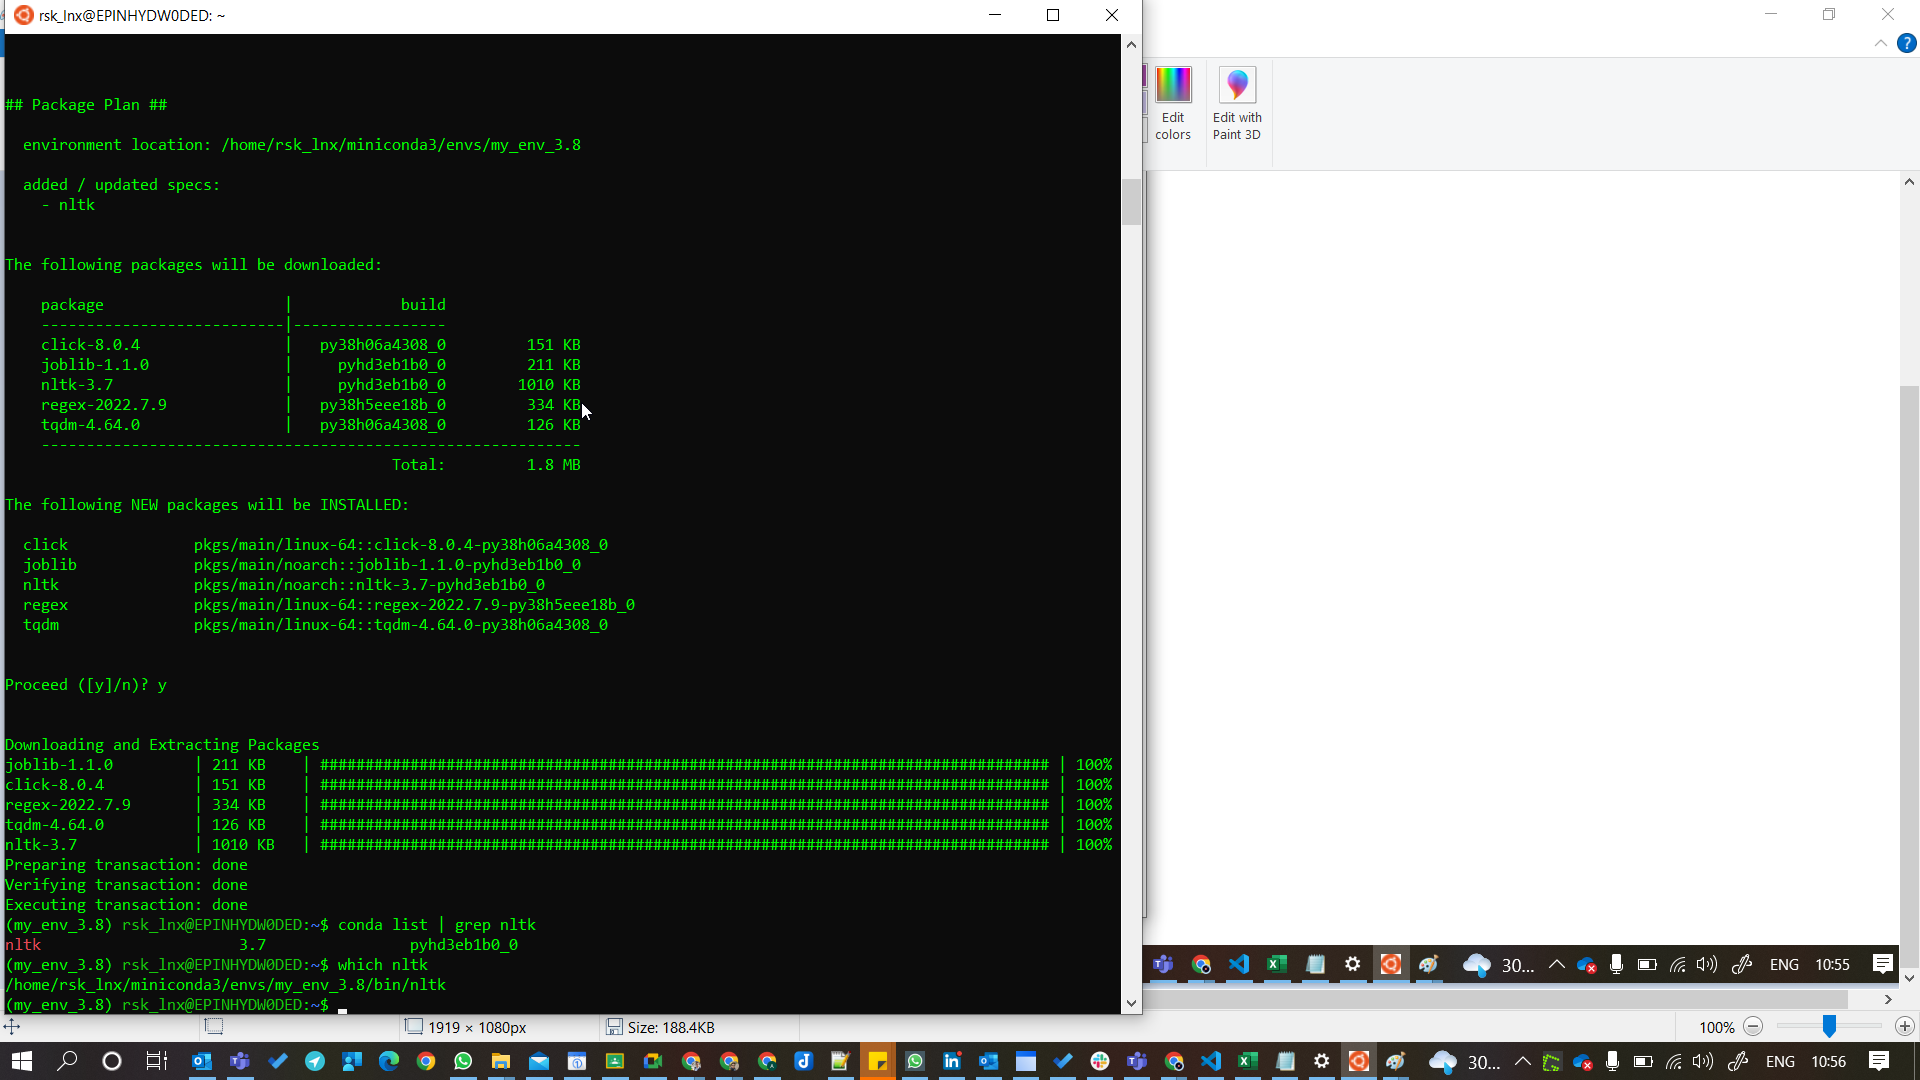 rsk_lnx@EPINHYDW0DED: ~
## Package Plan ##
environment location: /home/rsk_lnx/miniconda3/envs/my_env_3.8
added / updated specs:
- nltk
The following packages will be downloaded:
package | build
---------------------------|-----------------
click-8.0.4 | py38h06a4308_0 151 KB
joblib-1.1.0 | pyhd3eb1b0_0 211 KB
nltk-3.7 | pyhd3eb1b0_0 1010 KB
regex-2022.7.9 | py38h5eee18b_0 334 KB
tqdm-4.64.0 | py38h06a4308_0 126 KB
------------------------------------------------------------
Total: 1.8 MB
The following NEW packages will be INSTALLED:
click pkgs/main/linux-64::click-8.0.4-py38h06a4308_0
joblib pkgs/main/noarch::joblib-1.1.0-pyhd3eb1b0_0
nltk pkgs/main/noarch::nltk-3.7-pyhd3eb1b0_0
regex pkgs/main/linux-64::regex-2022.7.9-py38h5eee18b_0
tqdm pkgs/main/linux-64::tqdm-4.64.0-py38h06a4308_0
Proceed ([y]/n)? y
Downloading and Extracting Packages
joblib-1.1.0 | 211 KB | ################################################################################# | 100%
click-8.0.4 | 151 KB | ################################################################################# | 100%
regex-2022.7.9 | 334 KB | ################################################################################# | 100%
tqdm-4.64.0 | 126 KB | ################################################################################# | 100%
nltk-3.7 | 1010 KB | ################################################################################# | 100%
Preparing transaction: done
Verifying transaction: done
Executing transaction: done
(my_env_3.8) rsk_lnx@EPINHYDW0DED:~$ conda list | grep nltk
nltk 3.7 pyhd3eb1b0_0
(my_env_3.8) rsk_lnx@EPINHYDW0DED:~$ which nltk
/home/rsk_lnx/miniconda3/envs/my_env_3.8/bin/nltk
(my_env_3.8) rsk_lnx@EPINHYDW0DED:~$
Edit colors
Edit with Paint 3D
30... ENG 10:55
1919 × 1080px
Size: 188.4KB
100%
30... ENG 10:56